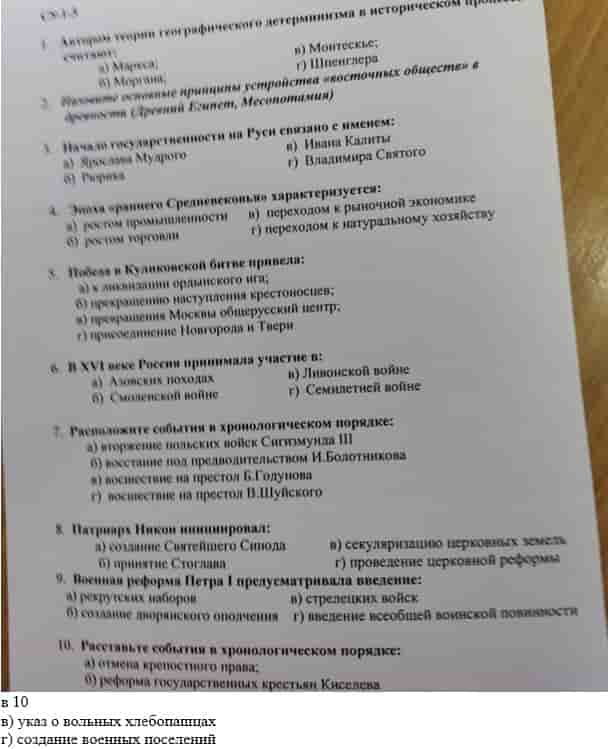 СУ-1-5
1. Автором теории географического детерминизма в историческом
считают:
а) Маркса; в) Монтескье;
б) Моргана; г) Шпенглера
2. Назовите основные принципы устройства «восточных обществ» в
древности (Древний Египет, Месопотамия)
3. Начало государственности на Руси связано с именем:
а) Ярослава Мудрого в) Ивана Калиты
б) Рюрика г) Владимира Святого
4. Эпоха «раннего Средневековья» характеризуется:
а) ростом промышленности в) переходом к рыночной экономике
б) ростом торговли г) переходом к натуральному хозяйству
5. Победа в Куликовской битве привела:
а) к ликвидации ордынского ига;
б) прекращению наступления крестоносцев;
в) превращения Москвы общерусский центр;
г) присоединение Новгорода и Твери
6. В XVI веке Россия принимала участие в:
а) Азовских походах в) Ливонской войне
б) Смоленской войне г) Семилетней войне
7. Расположите события в хронологическом порядке:
а) вторжение польских войск Сигизмунда III
б) восстание под предводительством И.Болотникова
в) восшествие на престол Б.Годунова
г) восшествие на престол В.Шуйского
8. Патриарх Никон инициировал:
а) создание Святейшего Синода в) секуляризацию церковных земель
б) принятие Стоглава г) проведение церковной реформы
9. Военная реформа Петра I предусматривала введение:
а) рекрутских наборов в) стрелецких войск
б) создание дворянского ополчения г) введение всеобщей воинской повинности
10. Расставьте события в хронологическом порядке:
а) отмена крепостного права;
б) реформа государственных крестьян Киселева
в 10
в) указ о вольных хлебопашцах
г) создание военных поселений